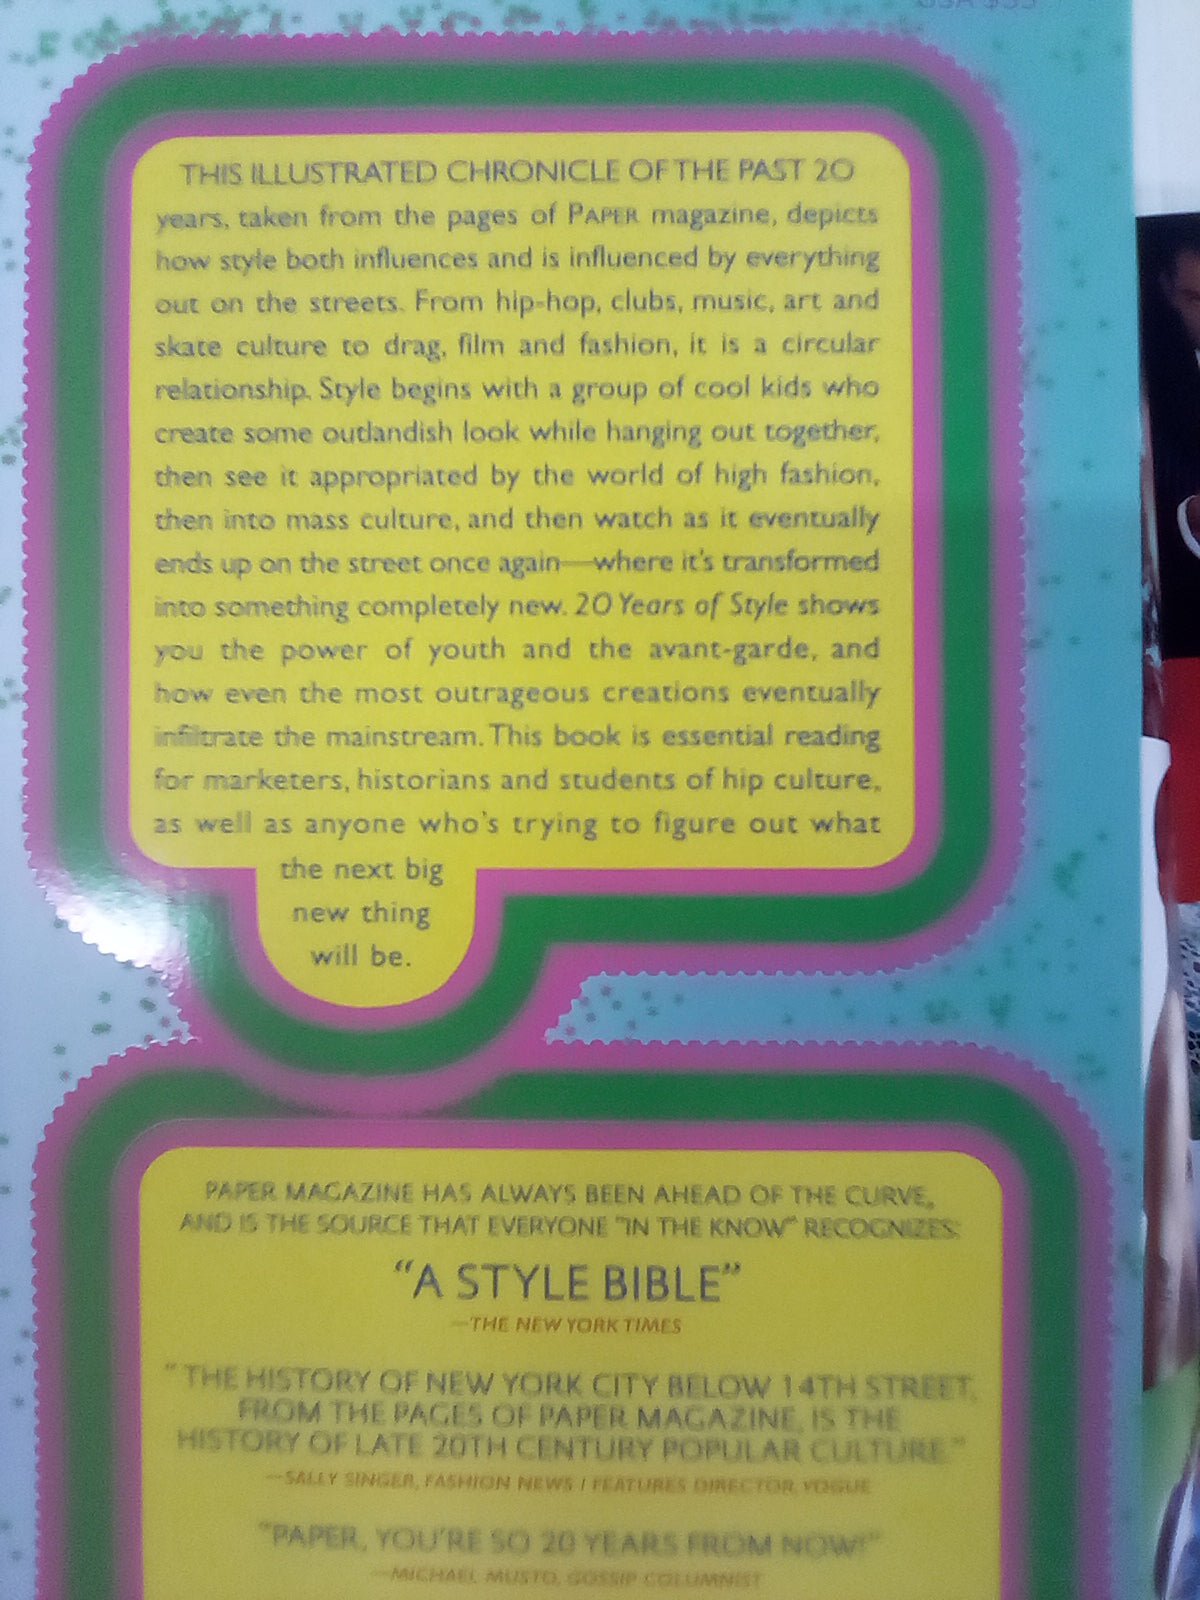 USA $35
THIS ILLUSTRATED CHRONICLE OF THE PAST 20
years, taken from the pages of PAPER magazine, depicts
how style both influences and is influenced by everything
out on the streets. From hip-hop, clubs, music, art and
skate culture to drag, film and fashion, it is a circular
relationship. Style begins with a group of cool kids who
create some outlandish look while hanging out together,
then see it appropriated by the world of high fashion,
then into mass culture, and then watch as it eventually
ends up on the street once again—where it's transformed
into something completely new. 20 Years of Style shows
you the power of youth and the avant-garde, and
how even the most outrageous creations eventually
infiltrate the mainstream. This book is essential reading
for marketers, historians and students of hip culture,
as well as anyone who's trying to figure out what
the next big
new thing
will be.
PAPER MAGAZINE HAS ALWAYS BEEN AHEAD OF THE CURVE,
AND IS THE SOURCE THAT EVERYONE "IN THE KNOW" RECOGNIZES:
"A STYLE BIBLE"
—THE NEW YORK TIMES
"THE HISTORY OF NEW YORK CITY BELOW 14TH STREET,
FROM THE PAGES OF PAPER MAGAZINE, IS THE
HISTORY OF LATE 20TH CENTURY POPULAR CULTURE."
—SALLY SINGER, FASHION NEWS / FEATURES DIRECTOR, VOGUE
"PAPER, YOU'RE SO 20 YEARS FROM NOW!"
—MICHAEL MUSTO, GOSSIP COLUMNIST